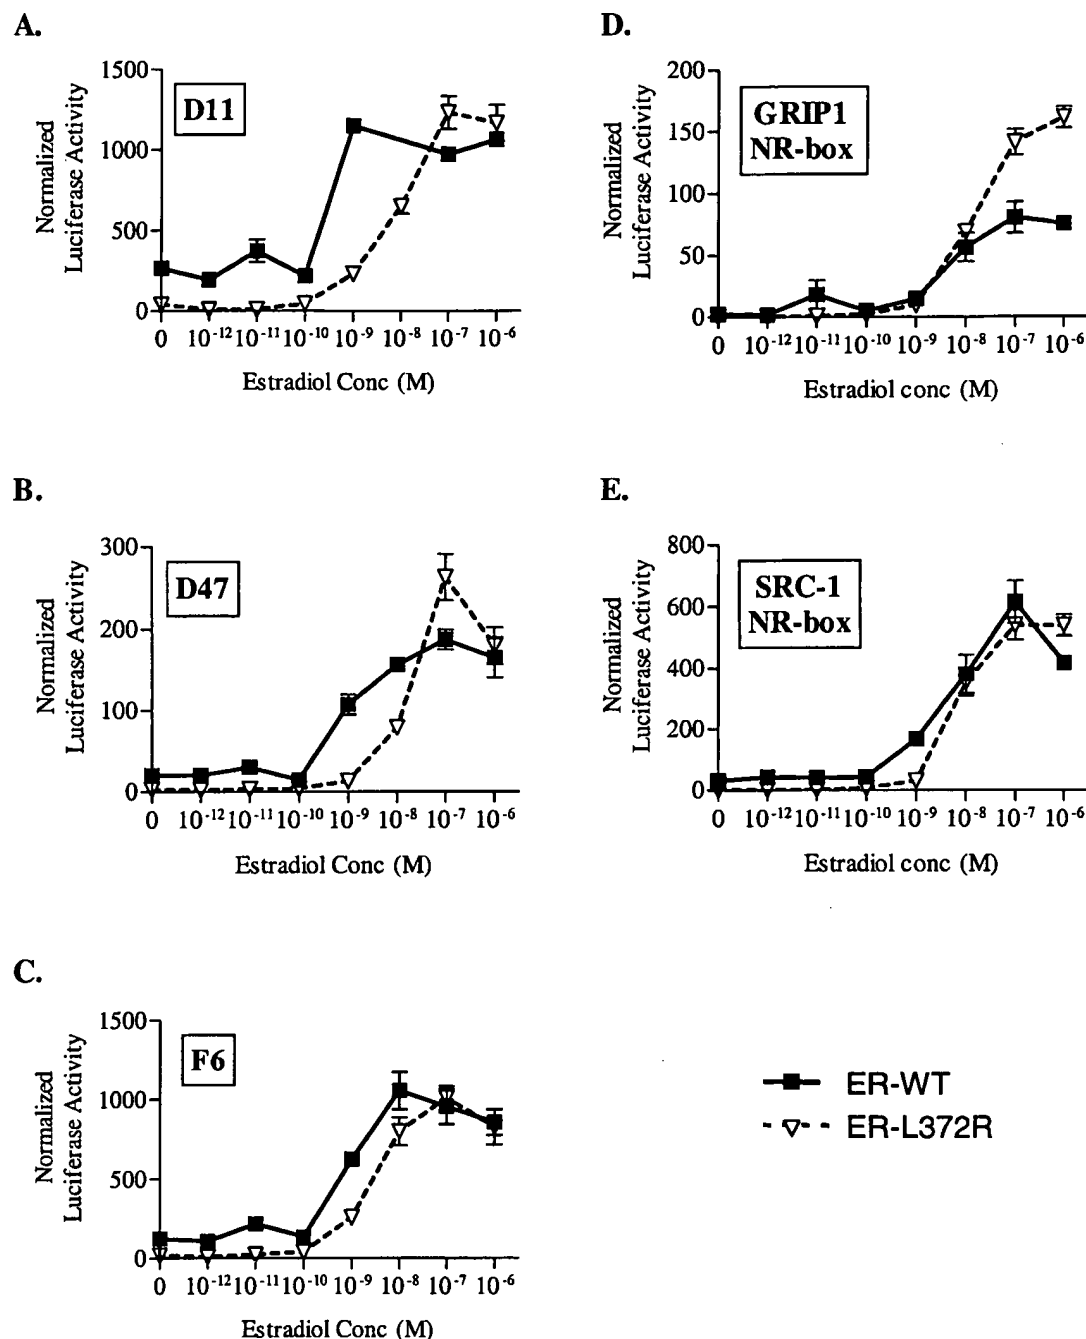 A.
Normalized
Luciferase Activity
D11
1500
1000
500
0
0 10-12 10-11 10-10 10-9 10-8 10-7 10-6
Estradiol Conc (M)
D.
Normalized
Luciferase Activity
GRIP1
NR-box
200
150
100
50
0
0 10-12 10-11 10-10 10-9 10-8 10-7 10-6
Estradiol conc (M)
B.
Normalized
Luciferase Activity
D47
300
200
100
0
0 10-12 10-11 10-10 10-9 10-8 10-7 10-6
Estradiol Conc (M)
E.
Normalized
Luciferase Activity
SRC-1
NR-box
800
600
400
200
0
0 10-12 10-11 10-10 10-9 10-8 10-7 10-6
Estradiol conc (M)
C.
Normalized
Luciferase Activity
F6
1500
1000
500
0
0 10-12 10-11 10-10 10-9 10-8 10-7 10-6
Estradiol Conc (M)
ER-WT
ER-L372R